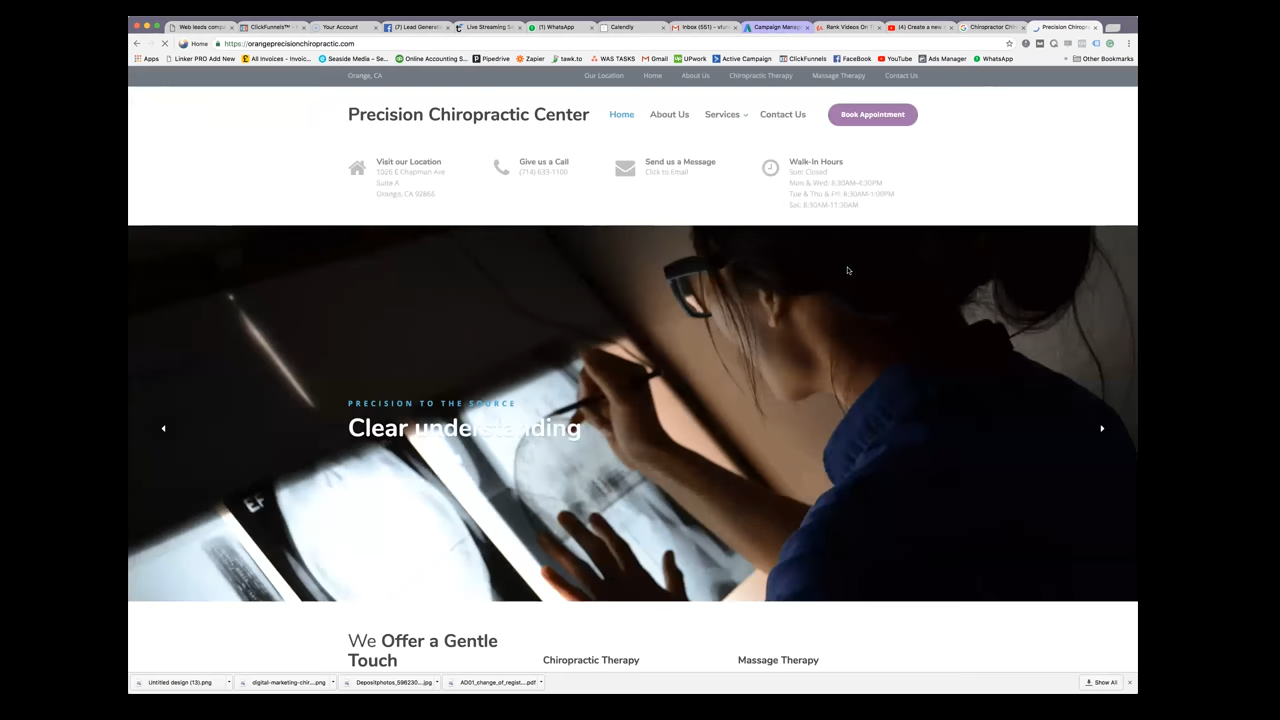 Web leads comp
ClickFunnels™ -
Your Account
(7) Lead Generat
Live Streaming S
(1) WhatsApp
Calendly
Inbox (551) -
Campaign Manag
Rank Videos On
(4) Create a new
Chiropractor Chi
Precision Chirop
Home
https://orangeprecisionchiropractic.com
Apps
Linker PRO Add New
All Invoices - Invoic...
Seaside Media – Se...
Online Accounting S...
Pipedrive
Zapier
tawk.to
WAS TASKS
Gmail
UPwork
Active Campaign
ClickFunnels
FaceBook
YouTube
Ads Manager
WhatsApp
»
Other Bookmarks
Orange, CA
Our Location
Home
About Us
Chiropractic Therapy
Massage Therapy
Contact Us
Precision Chiropractic Center
Home
About Us
Services
Contact Us
Book Appointment
Visit our Location
1026 E Chapman Ave
Suite A
Orange, CA 92866
Give us a Call
(714) 633-1100
Send us a Message
Click to Email
Walk-In Hours
Sun: Closed
Mon & Wed: 8:30AM-4:30PM
Tue & Thu & Fri: 8:30AM-1:00PM
Sat: 8:30AM-11:30AM
PRECISION TO THE SOURCE
Clear understanding
We Offer a Gentle
Touch
Chiropractic Therapy
Massage Therapy
Untitled design (13).png
digital-marketing-chir....png
Depositphotos_596230....jpg
AD01_change_of_regist....pdf
Show All